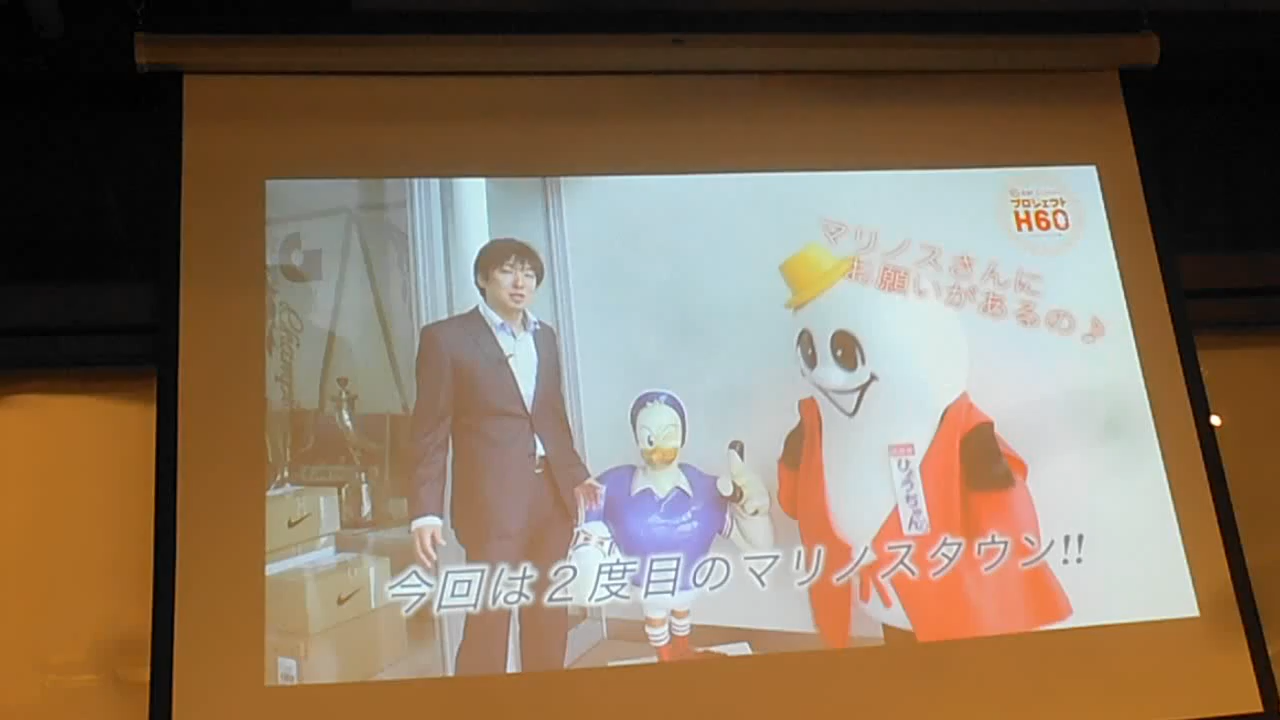 プロジェクト
H60
マリノスさんに
お願いがあるの♪
ひょうちゃん
今回は２度目のマリノスタウン!!